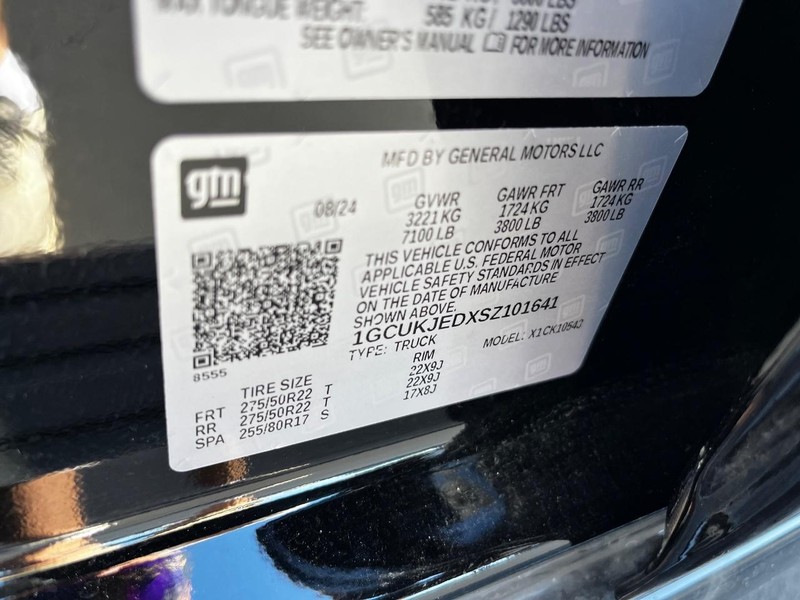 MAX TONGUE WEIGHT:
585 KG / 1290 LBS
SEE OWNER'S MANUAL FOR MORE INFORMATION
gm
MFD BY GENERAL MOTORS LLC
08/24
GVWR GAWR FRT GAWR RR
3221 KG 1724 KG 1724 KG
7100 LB 3800 LB 3800 LB
THIS VEHICLE CONFORMS TO ALL
APPLICABLE U.S. FEDERAL MOTOR
VEHICLE SAFETY STANDARDS IN EFFECT
ON THE DATE OF MANUFACTURE
SHOWN ABOVE.
1GCUKJEDXSZ101641
TYPE: TRUCK MODEL: X1CK10543
8555
TIRE SIZE RIM
FRT 275/50R22 T 22X9J
RR 275/50R22 T 22X9J
SPA 255/80R17 S 17X8J